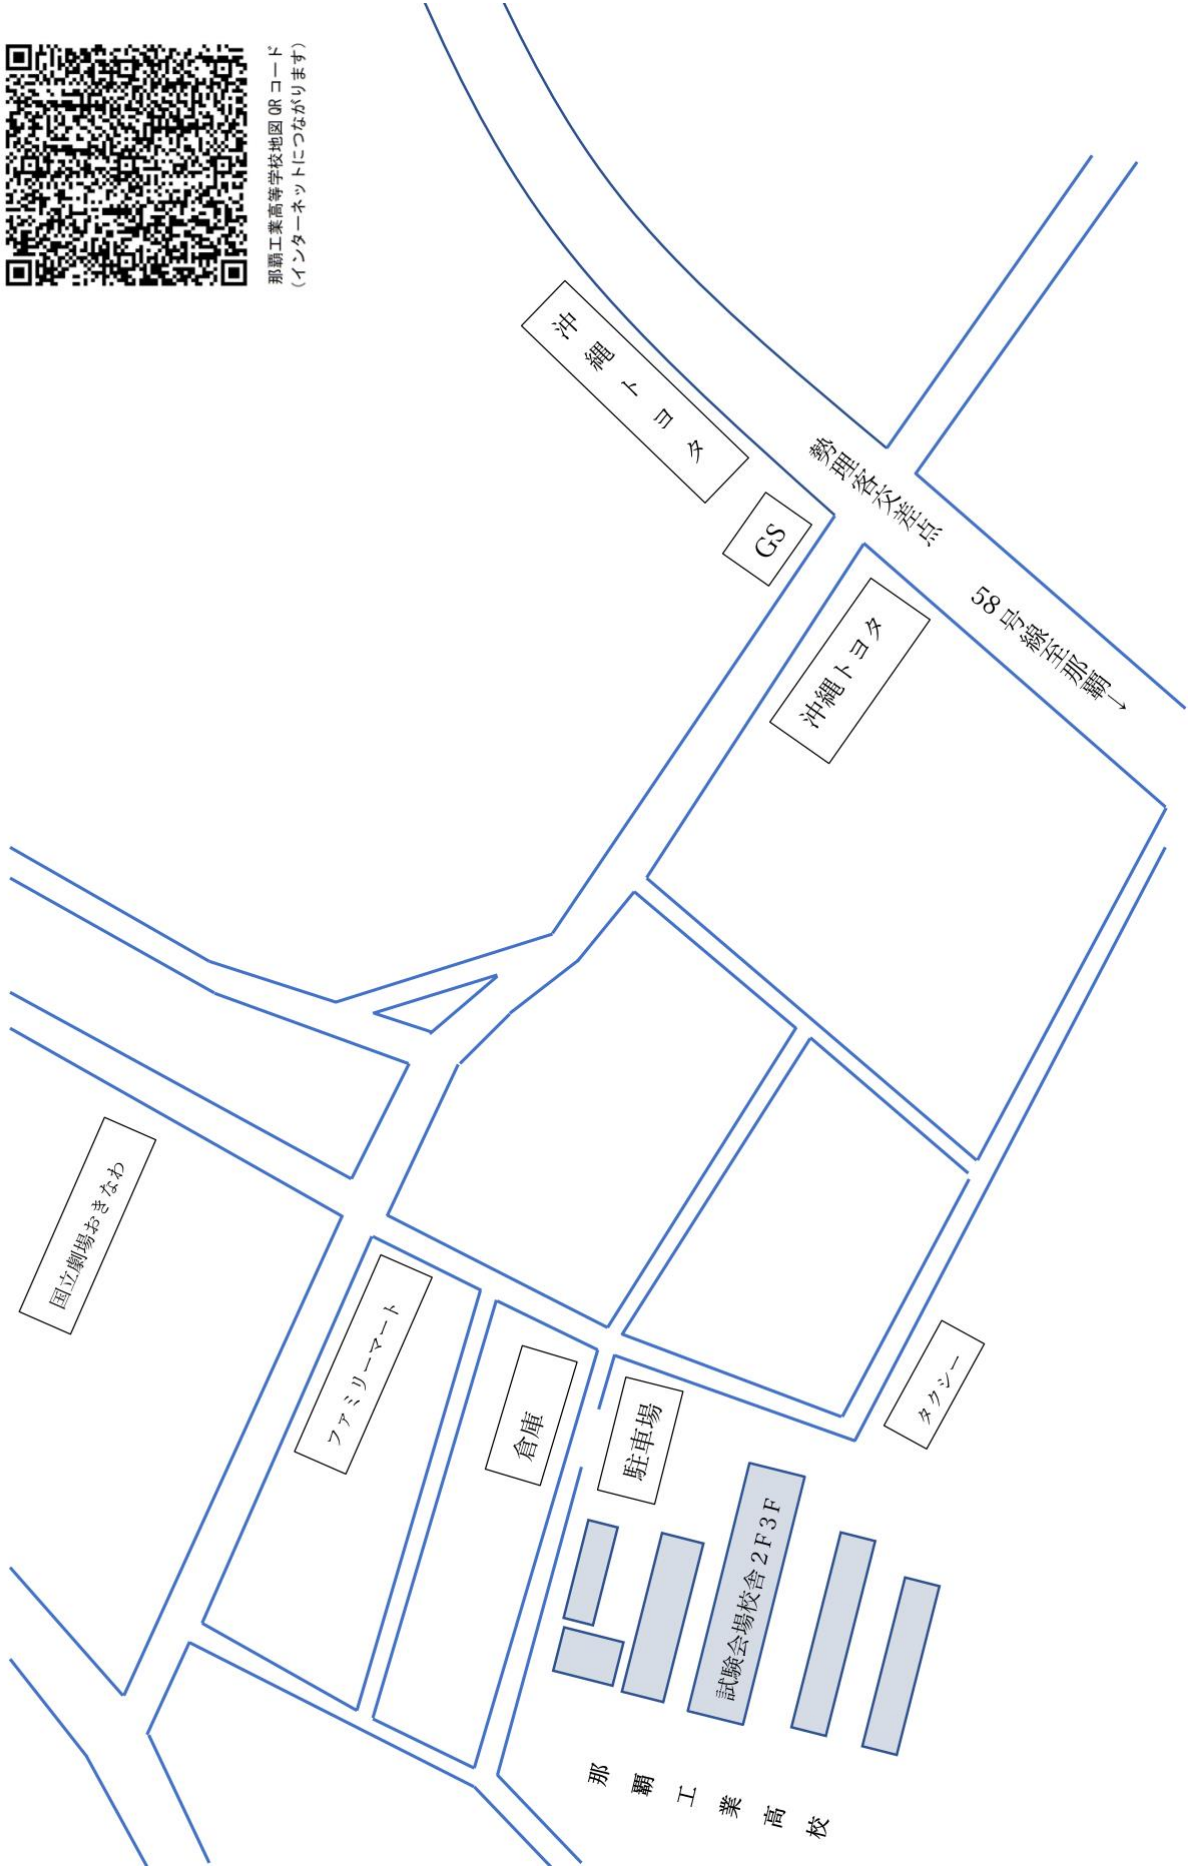 那覇工業高等学校地図 QR コード
（インターネットにつながります）
沖縄トヨタ
GS
勢理客交差点
沖縄トヨタ
58 号線至那覇→
国立劇場おきなわ
ファミリーマート
倉庫
駐車場
タクシー
試験会場校舎２F３F
那覇工業高校